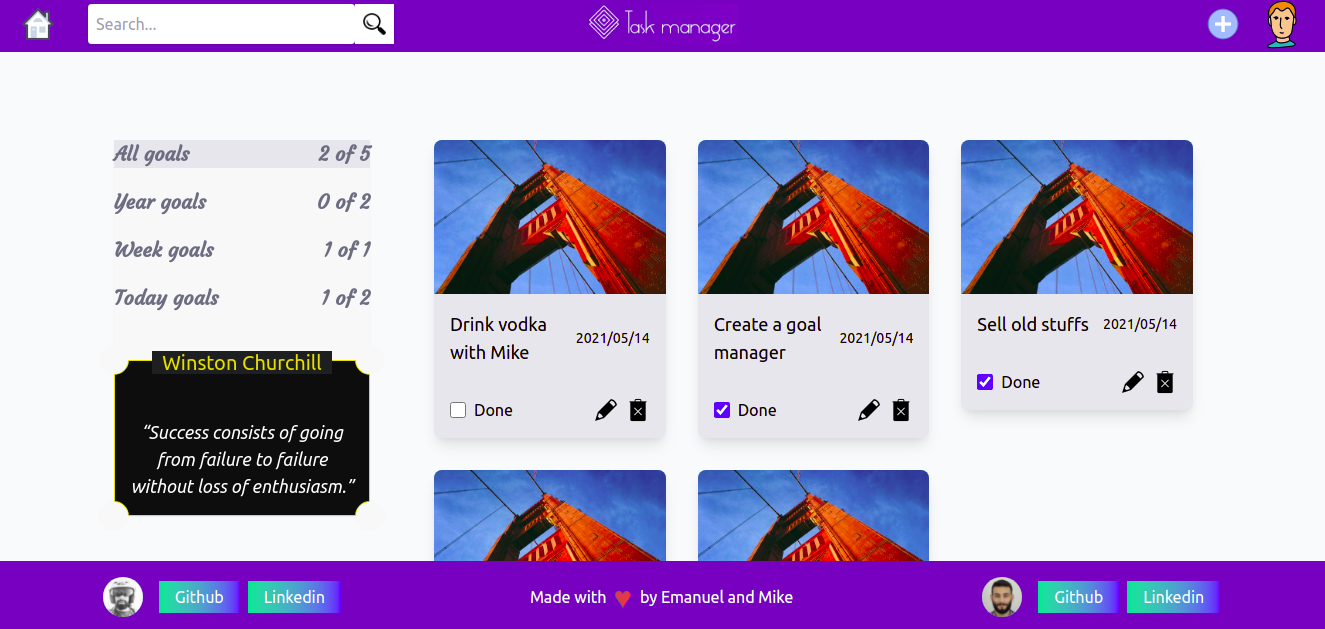 Search...
Task manager
All goals 2 of 5
Year goals 0 of 2
Week goals 1 of 1
Today goals 1 of 2
Winston Churchill
“Success consists of going
from failure to failure
without loss of enthusiasm.”
Drink vodka
with Mike
2021/05/14
Done
Create a goal
manager
2021/05/14
Done
Sell old stuffs
2021/05/14
Done
Github
Linkedin
Made with by Emanuel and Mike
Github
Linkedin